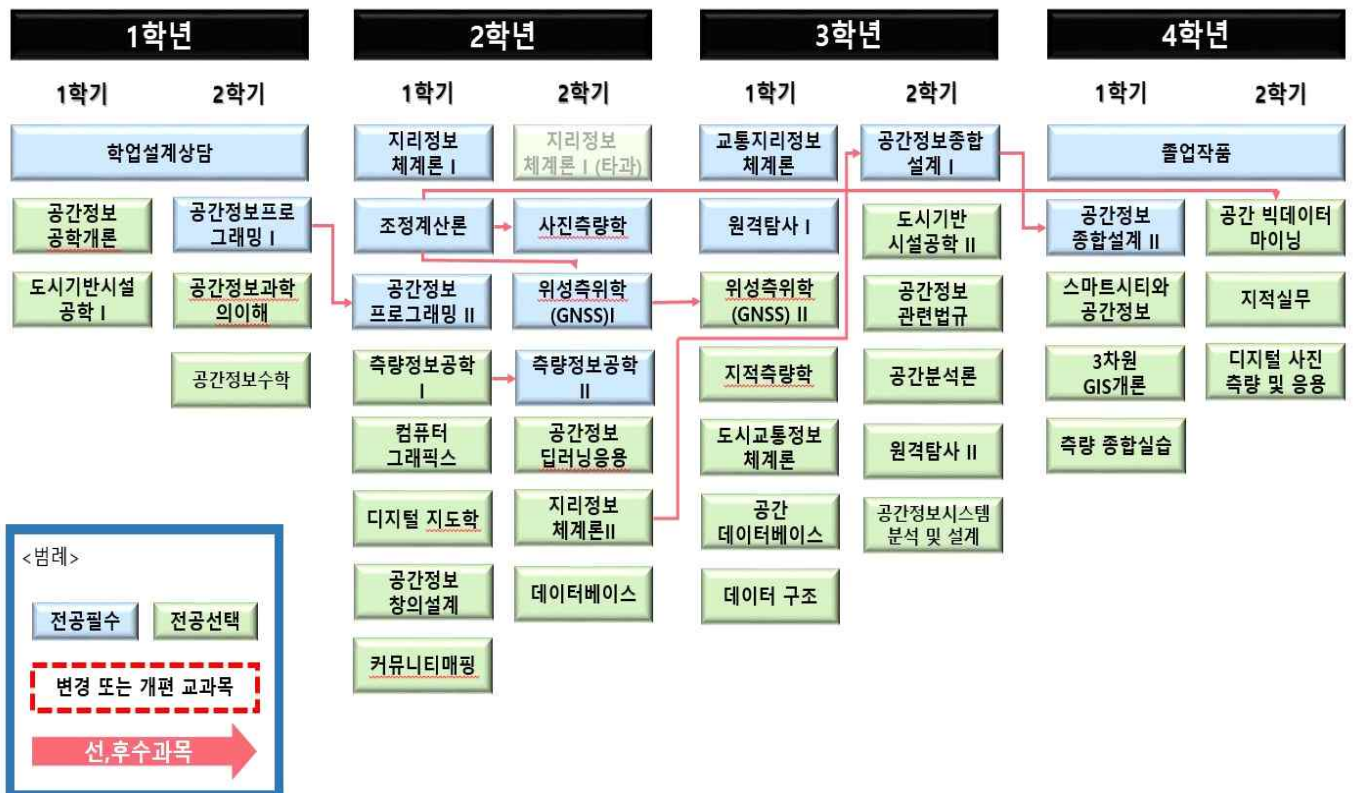 1학년
2학년
3학년
4학년
1학기
2학기
1학기
2학기
1학기
2학기
1학기
2학기
학업설계상담
공간정보
공학개론
도시기반시설
공학 I
공간정보프로
그래밍 I
공간정보과학
의이해
공간정보수학
지리정보
체계론 I
조정계산론
공간정보
프로그래밍 II
측량정보공학
I
컴퓨터
그래픽스
디지털 지도학
공간정보
창의설계
커뮤니티매핑
지리정보
체계론 I (타과)
사진측량학
위성측위학
(GNSS)I
측량정보공학
II
공간정보
딥러닝응용
지리정보
체계론II
데이터베이스
교통지리정보
체계론
원격탐사 I
위성측위학
(GNSS) II
지적측량학
도시교통정보
체계론
공간
데이터베이스
데이터 구조
공간정보종합
설계 I
도시기반
시설공학 II
공간정보
관련법규
공간분석론
원격탐사 II
공간정보시스템
분석 및 설계
졸업작품
공간정보
종합설계 II
스마트시티와
공간정보
3차원
GIS개론
측량 종합실습
공간 빅데이터
마이닝
지적실무
디지털 사진
측량 및 응용
<범례>
전공필수
전공선택
변경 또는 개편 교과목
선,후수과목